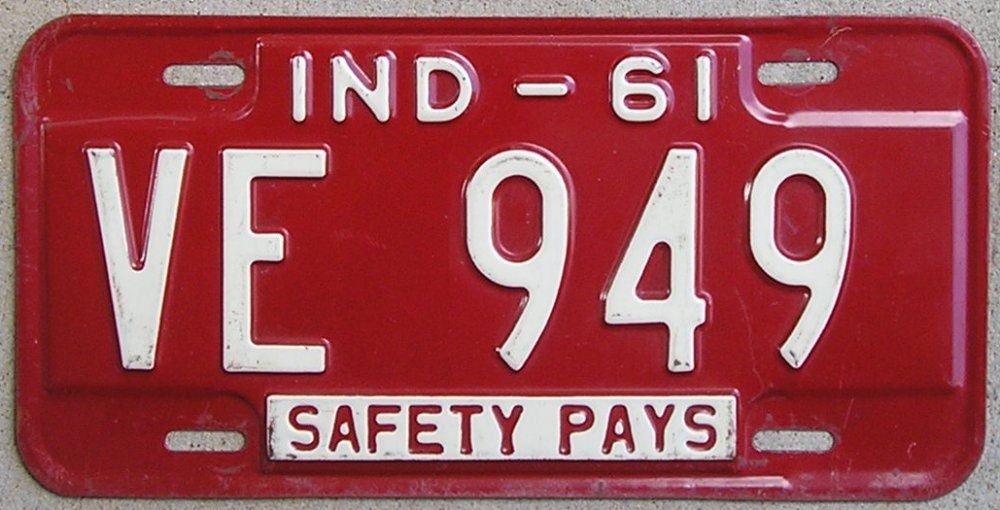 IND - 61
VE 949
SAFETY PAYS